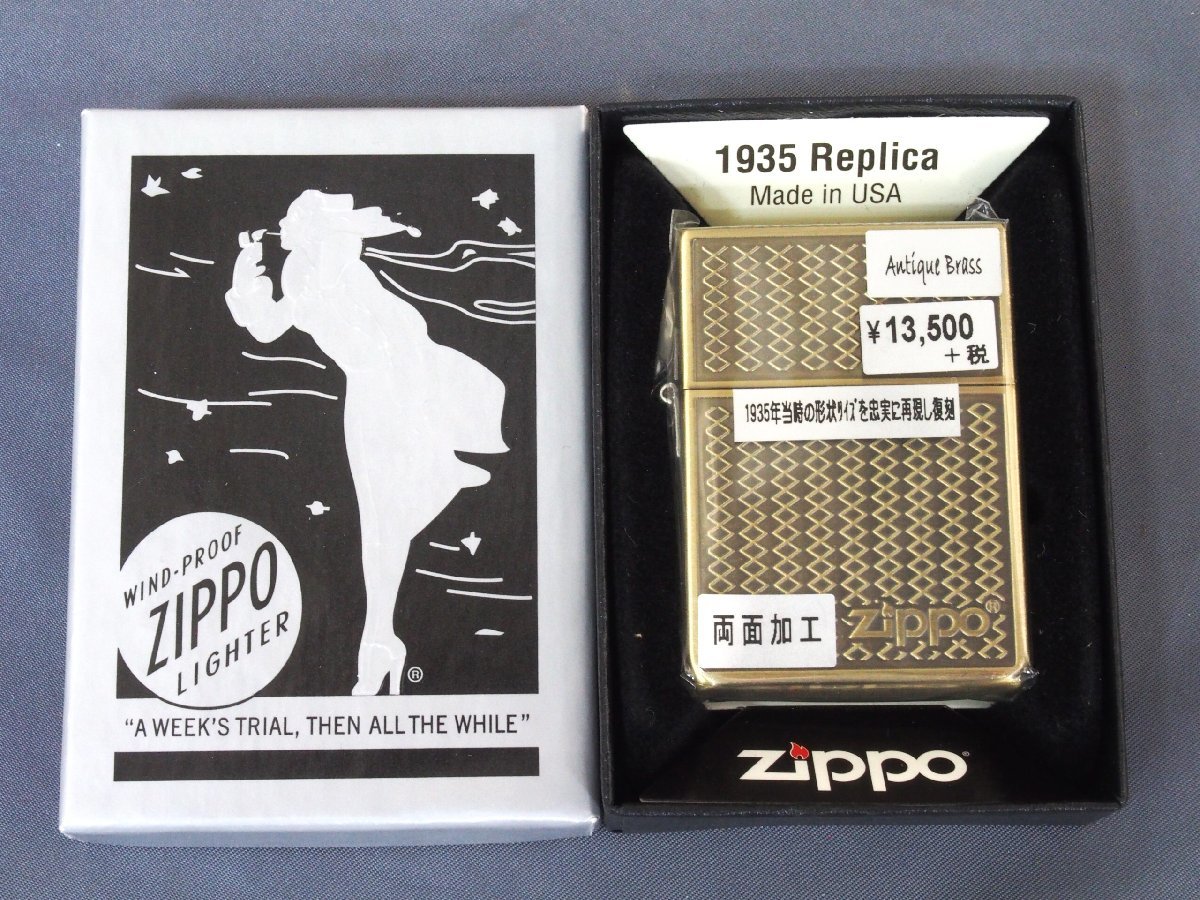 WIND-PROOF
ZIPPO
LIGHTER
®
“A WEEK'S TRIAL, THEN ALL THE WHILE”
1935 Replica
Made in USA
Antique Brass
¥13,500
+税
1935年当時の形状ｻｲｽﾞを忠実に再現し復刻
両面加工
zippo®
zippo®